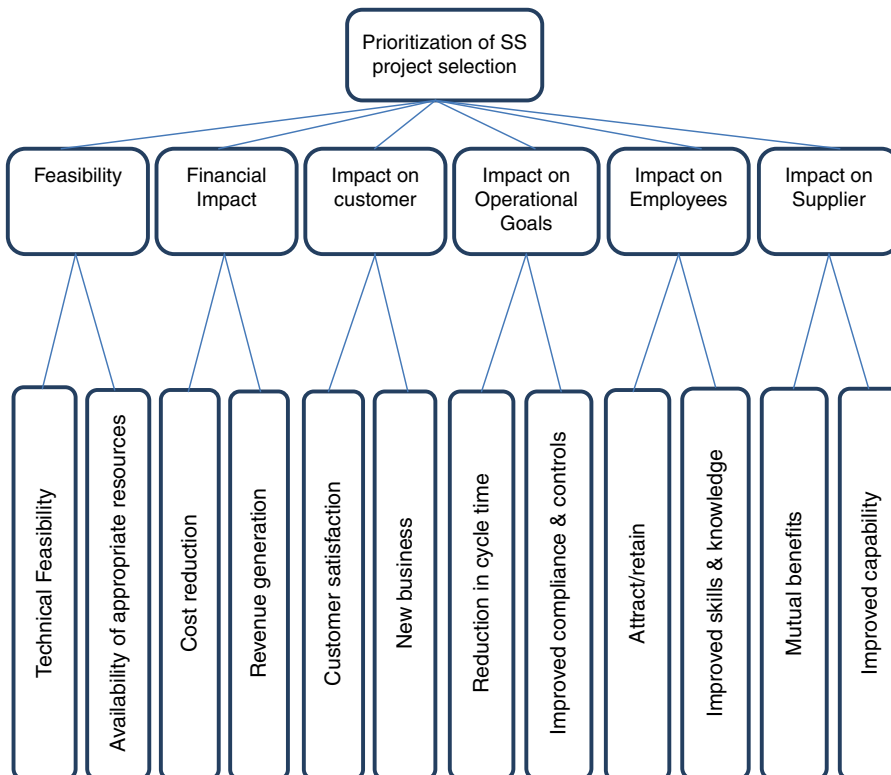 Prioritization of SS
project selection
Feasibility
Financial
Impact
Impact on
customer
Impact on
Operational
Goals
Impact on
Employees
Impact on
Supplier
Technical Feasibility
Availability of appropriate resources
Cost reduction
Revenue generation
Customer satisfaction
New business
Reduction in cycle time
Improved compliance & controls
Attract/retain
Improved skills & knowledge
Mutual benefits
Improved capability